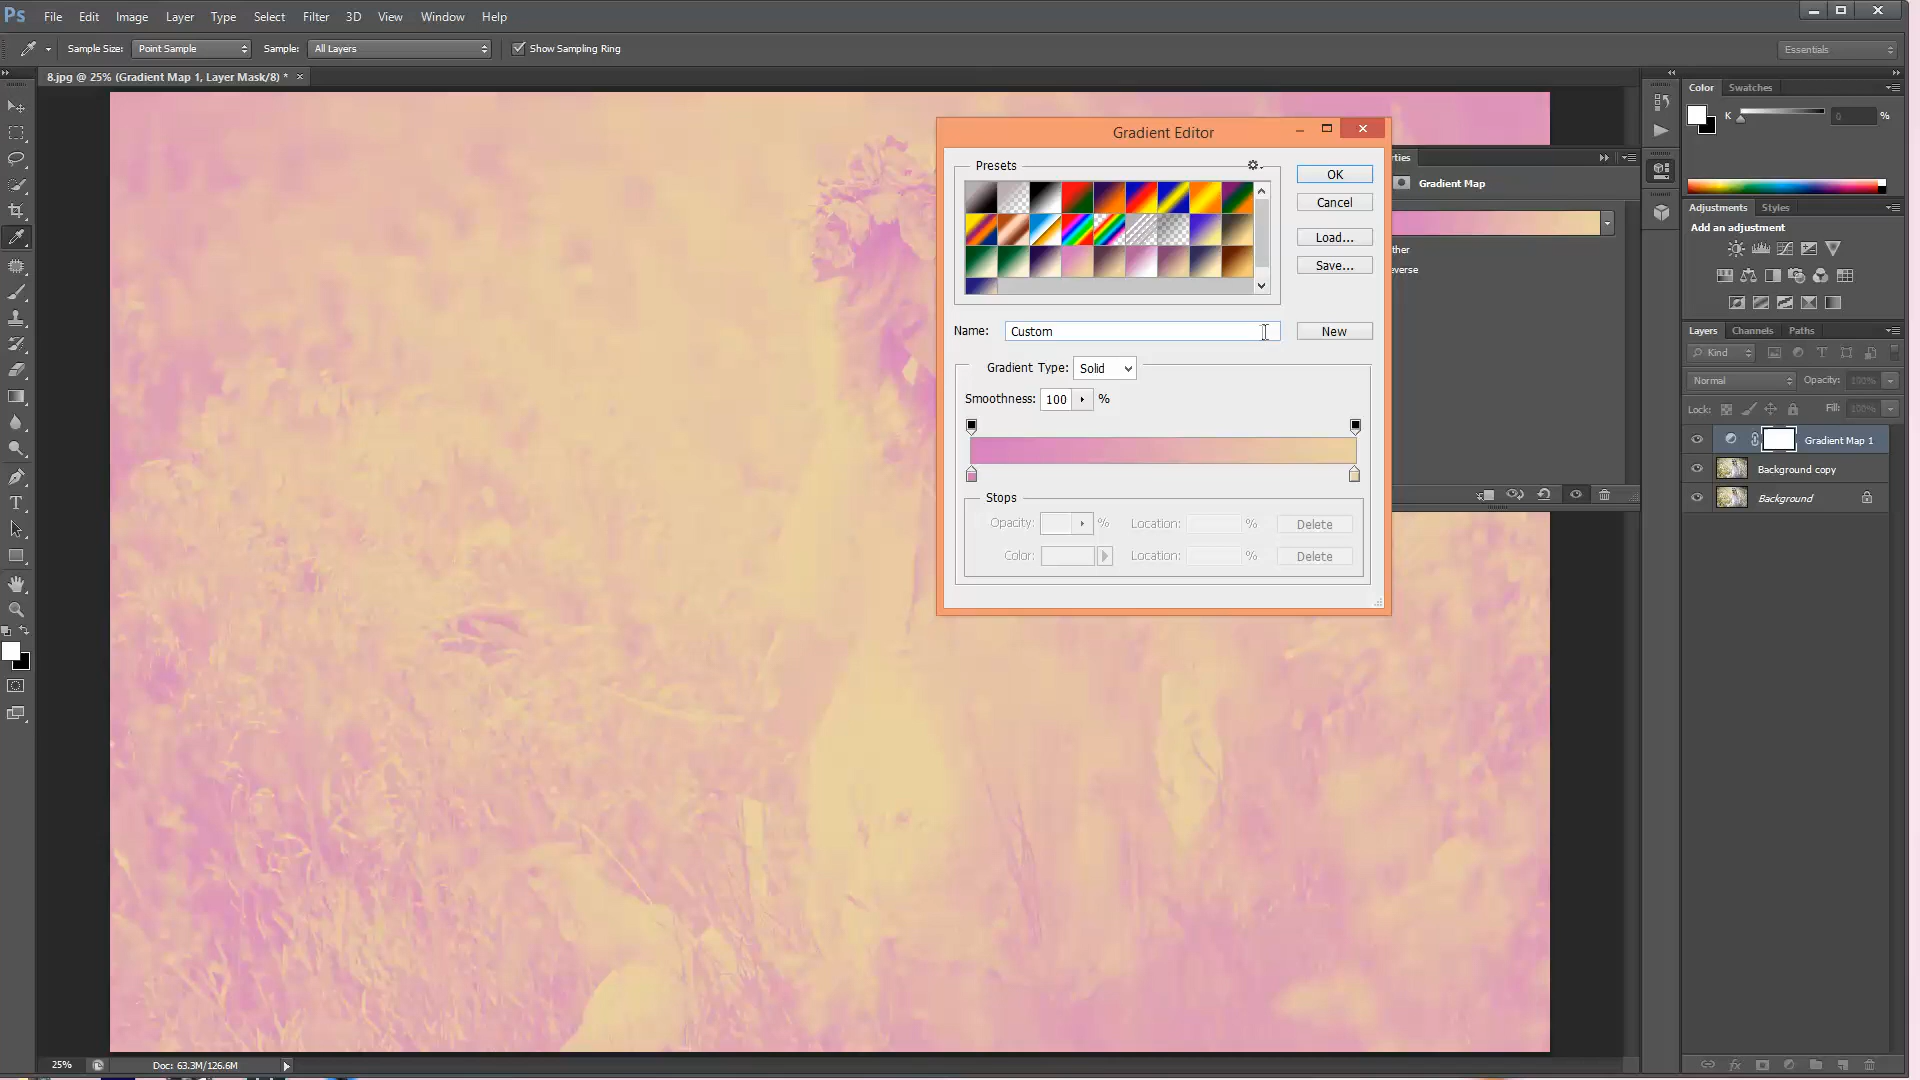 Ps File Edit Image Layer Type Select Filter 3D View Window Help
Sample Size: Point Sample Sample: All Layers Show Sampling Ring Essentials
8.jpg @ 25% (Gradient Map 1, Layer Mask/8) *
Color Swatches
K 0 %
Gradient Editor
Presets
OK
Cancel
Load...
Save...
Name: Custom New
Gradient Type: Solid
Smoothness: 100 %
Stops
Opacity: % Location: % Delete
Color: Location: % Delete
rties
Gradient Map
ther
everse
Adjustments Styles
Add an adjustment
Layers Channels Paths
Kind
Normal Opacity: 100%
Lock: Fill: 100%
Gradient Map 1
Background copy
Background
25% Doc: 63.3M/126.6M